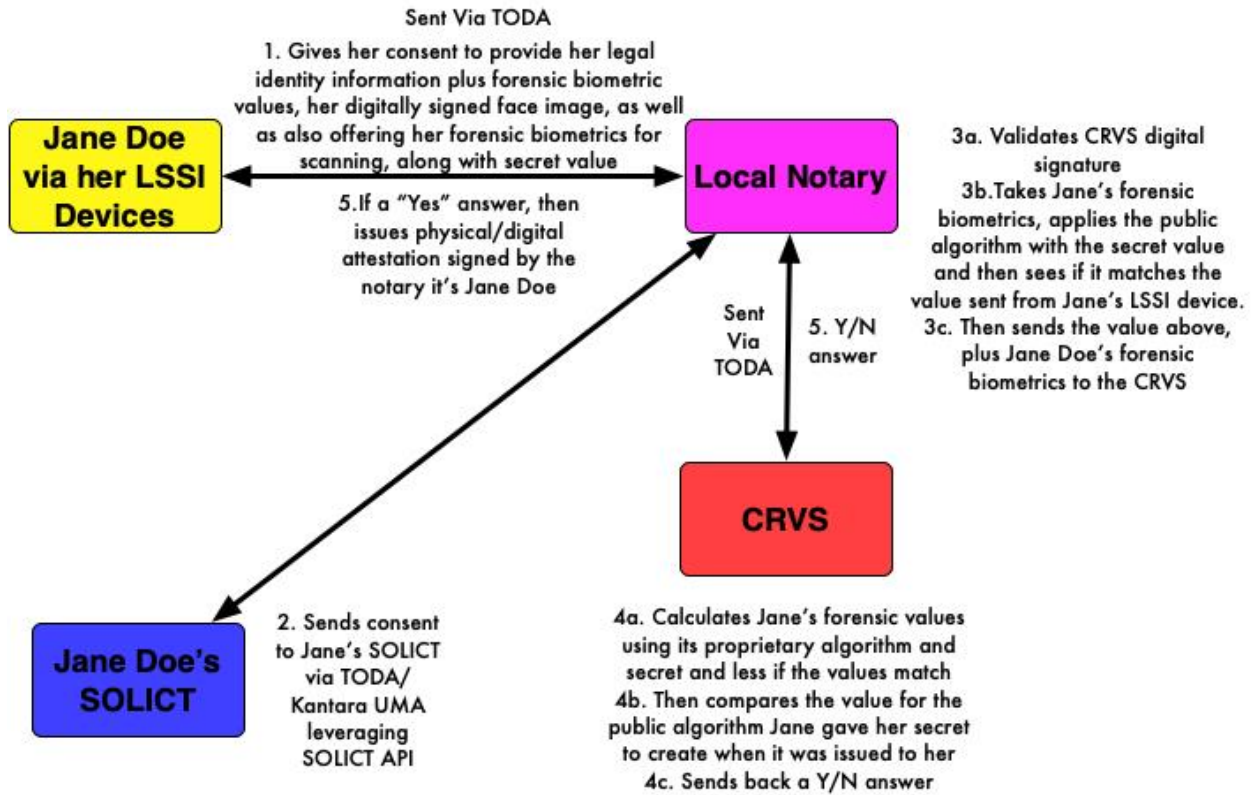 Sent Via TODA
1. Gives her consent to provide her legal
identity information plus forensic biometric
values, her digitally signed face image, as well
as also offering her forensic biometrics for
scanning, along with secret value
Jane Doe
via her LSSI
Devices
Local Notary
5.If a “Yes” answer, then
issues physical/digital
attestation signed by the
notary it’s Jane Doe
3a. Validates CRVS digital
signature
3b.Takes Jane’s forensic
biometrics, applies the public
algorithm with the secret value
and then sees if it matches the
value sent from Jane’s LSSI device.
3c. Then sends the value above,
plus Jane Doe’s forensic
biometrics to the CRVS
Sent
Via
TODA
5. Y/N
answer
CRVS
Jane Doe’s
SOLICT
2. Sends consent
to Jane’s SOLICT
via TODA/
Kantara UMA
leveraging
SOLICT API
4a. Calculates Jane’s forensic values
using its proprietary algorithm and
secret and less if the values match
4b. Then compares the value for the
public algorithm Jane gave her secret
to create when it was issued to her
4c. Sends back a Y/N answer